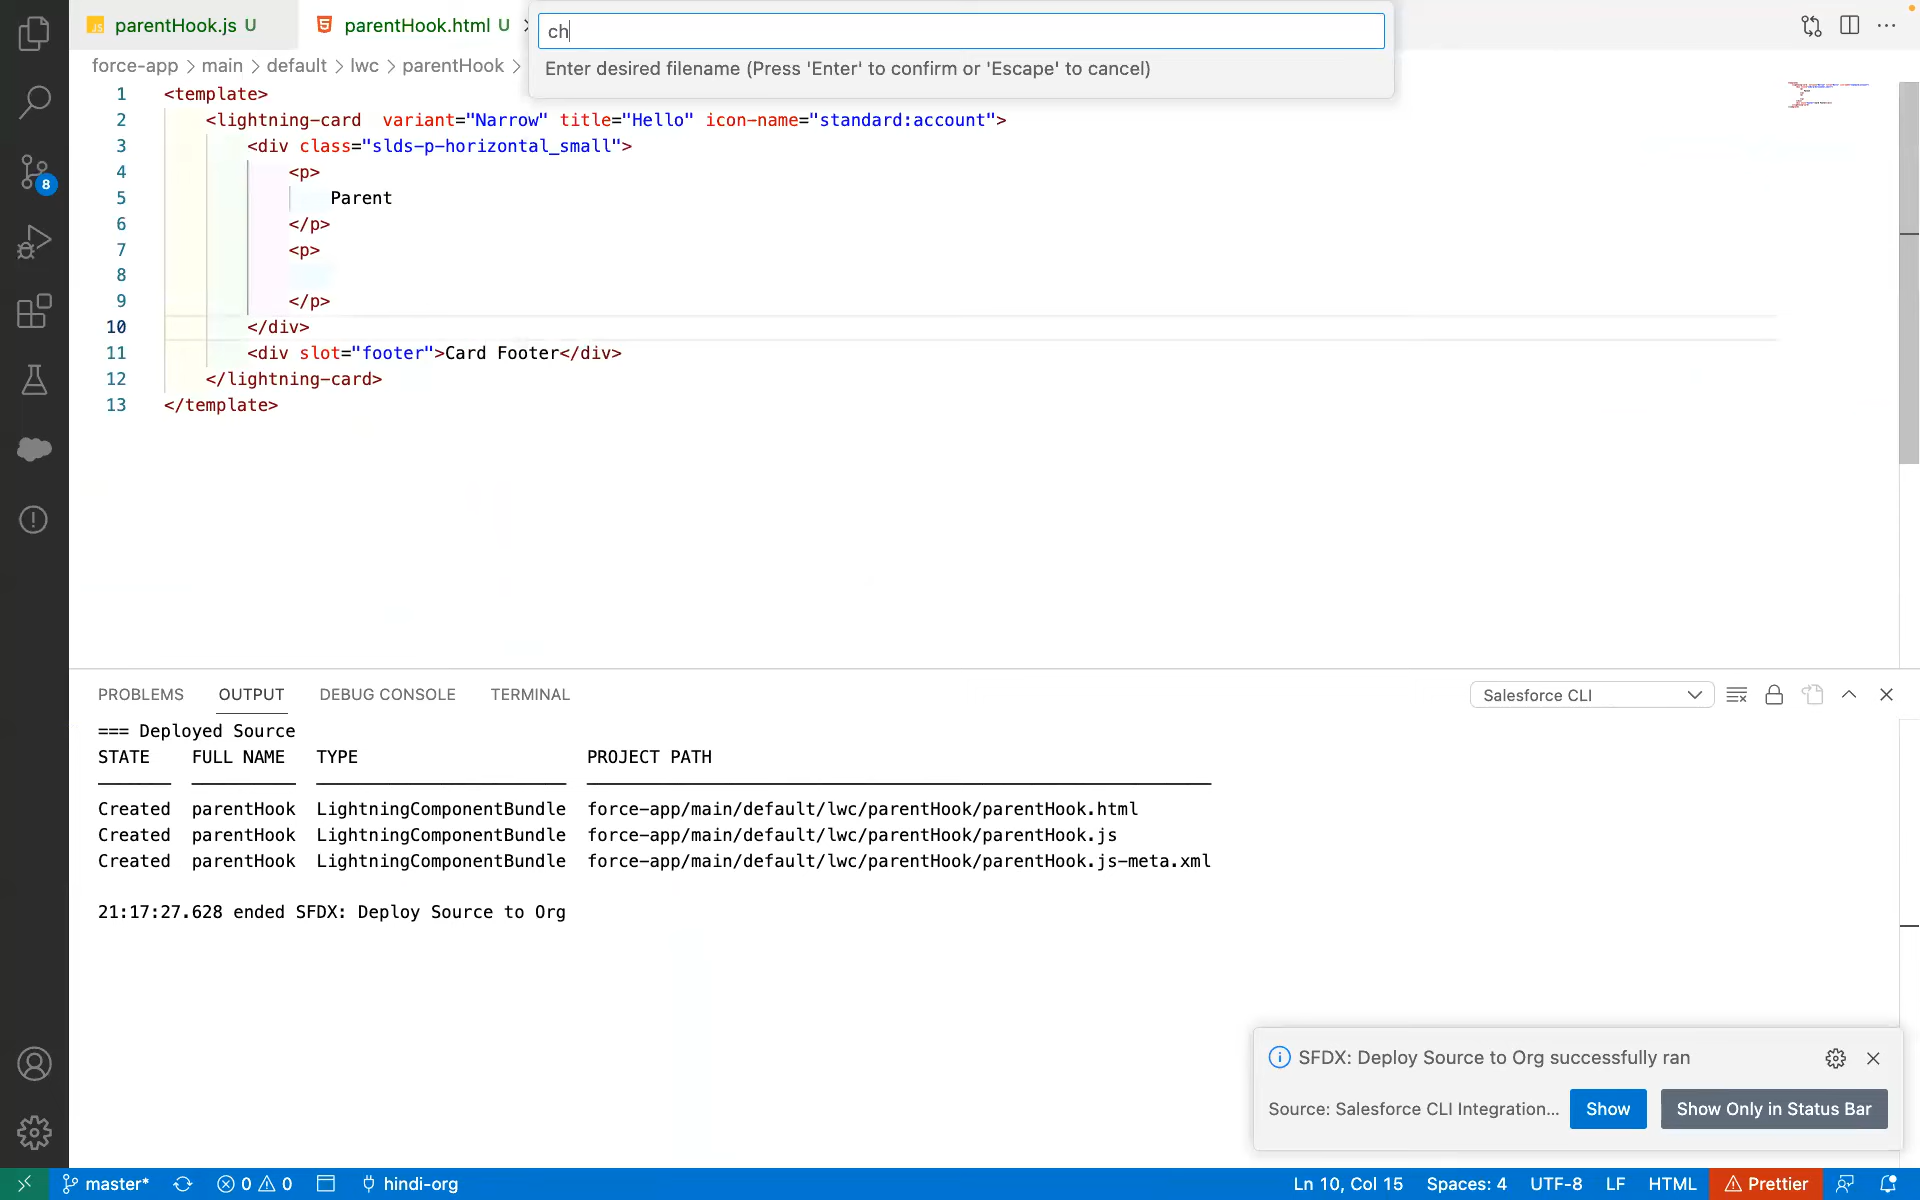 parentHook.js U
parentHook.html U
ch
Enter desired filename (Press 'Enter' to confirm or 'Escape' to cancel)
force-app > main > default > lwc > parentHook >
1 <template>
2 <lightning-card variant="Narrow" title="Hello" icon-name="standard:account">
3 <div class="slds-p-horizontal_small">
4 <p>
5 Parent
6 </p>
7 <p>
8
9 </p>
10 </div>
11 <div slot="footer">Card Footer</div>
12 </lightning-card>
13 </template>
8
PROBLEMS OUTPUT DEBUG CONSOLE TERMINAL
Salesforce CLI
=== Deployed Source
STATE FULL NAME TYPE PROJECT PATH
Created parentHook LightningComponentBundle force-app/main/default/lwc/parentHook/parentHook.html
Created parentHook LightningComponentBundle force-app/main/default/lwc/parentHook/parentHook.js
Created parentHook LightningComponentBundle force-app/main/default/lwc/parentHook/parentHook.js-meta.xml
21:17:27.628 ended SFDX: Deploy Source to Org
SFDX: Deploy Source to Org successfully ran
Source: Salesforce CLI Integration...
Show
Show Only in Status Bar
master* 0 0 hindi-org
Ln 10, Col 15 Spaces: 4 UTF-8 LF HTML Prettier